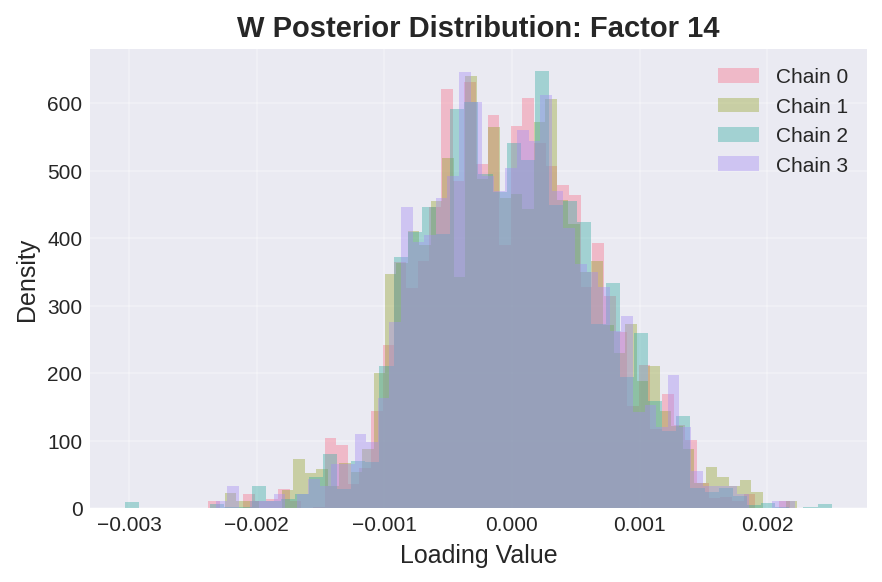 W Posterior Distribution: Factor 14
Chain 0
Chain 1
Chain 2
Chain 3
Density
600
500
400
300
200
100
0
−0.003 −0.002 −0.001 0.000 0.001 0.002
Loading Value